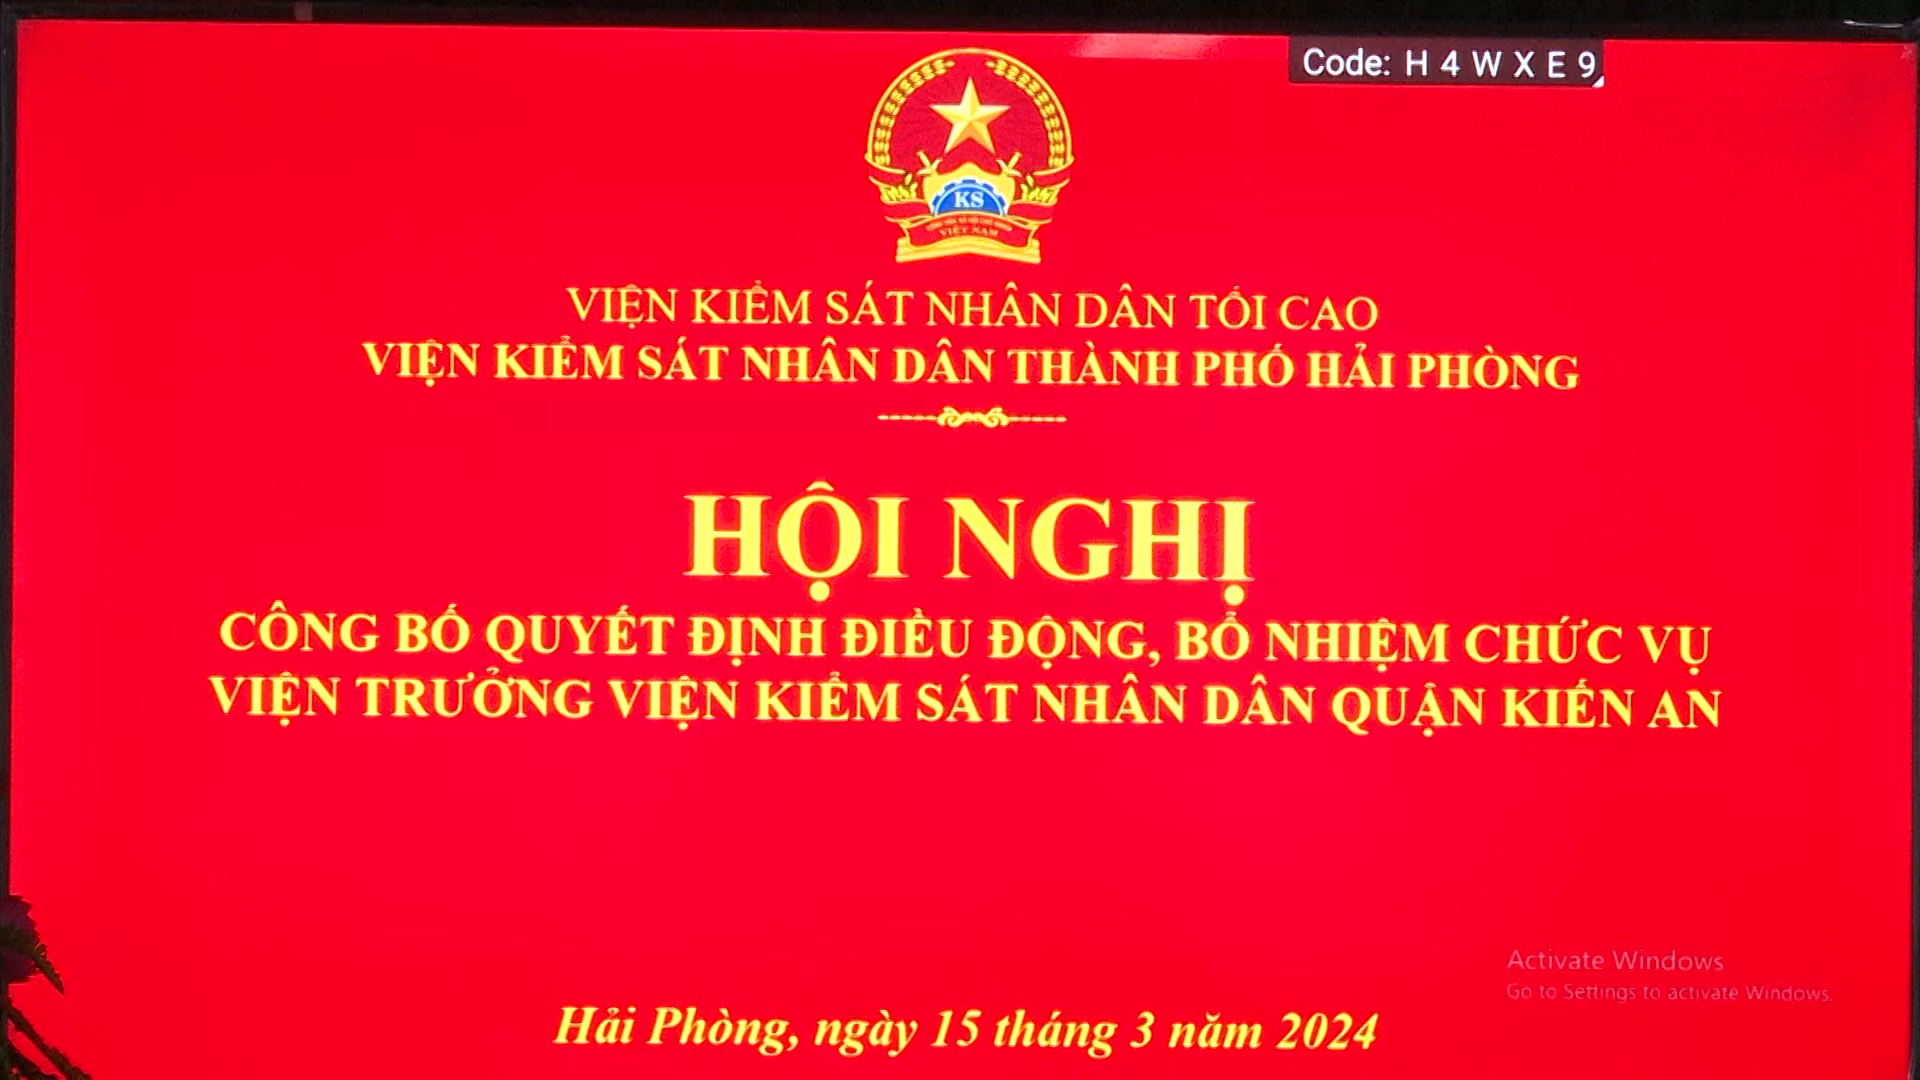 Code: H 4 W X E 9
KS
VIỆT NAM
VIỆN KIỂM SÁT NHÂN DÂN TỐI CAO
VIỆN KIỂM SÁT NHÂN DÂN THÀNH PHỐ HẢI PHÒNG
HỘI NGHỊ
CÔNG BỐ QUYẾT ĐỊNH ĐIỀU ĐỘNG, BỔ NHIỆM CHỨC VỤ
VIỆN TRƯỞNG VIỆN KIỂM SÁT NHÂN DÂN QUẬN KIẾN AN
Activate Windows
Go to Settings to activate Windows.
Hải Phòng, ngày 15 tháng 3 năm 2024